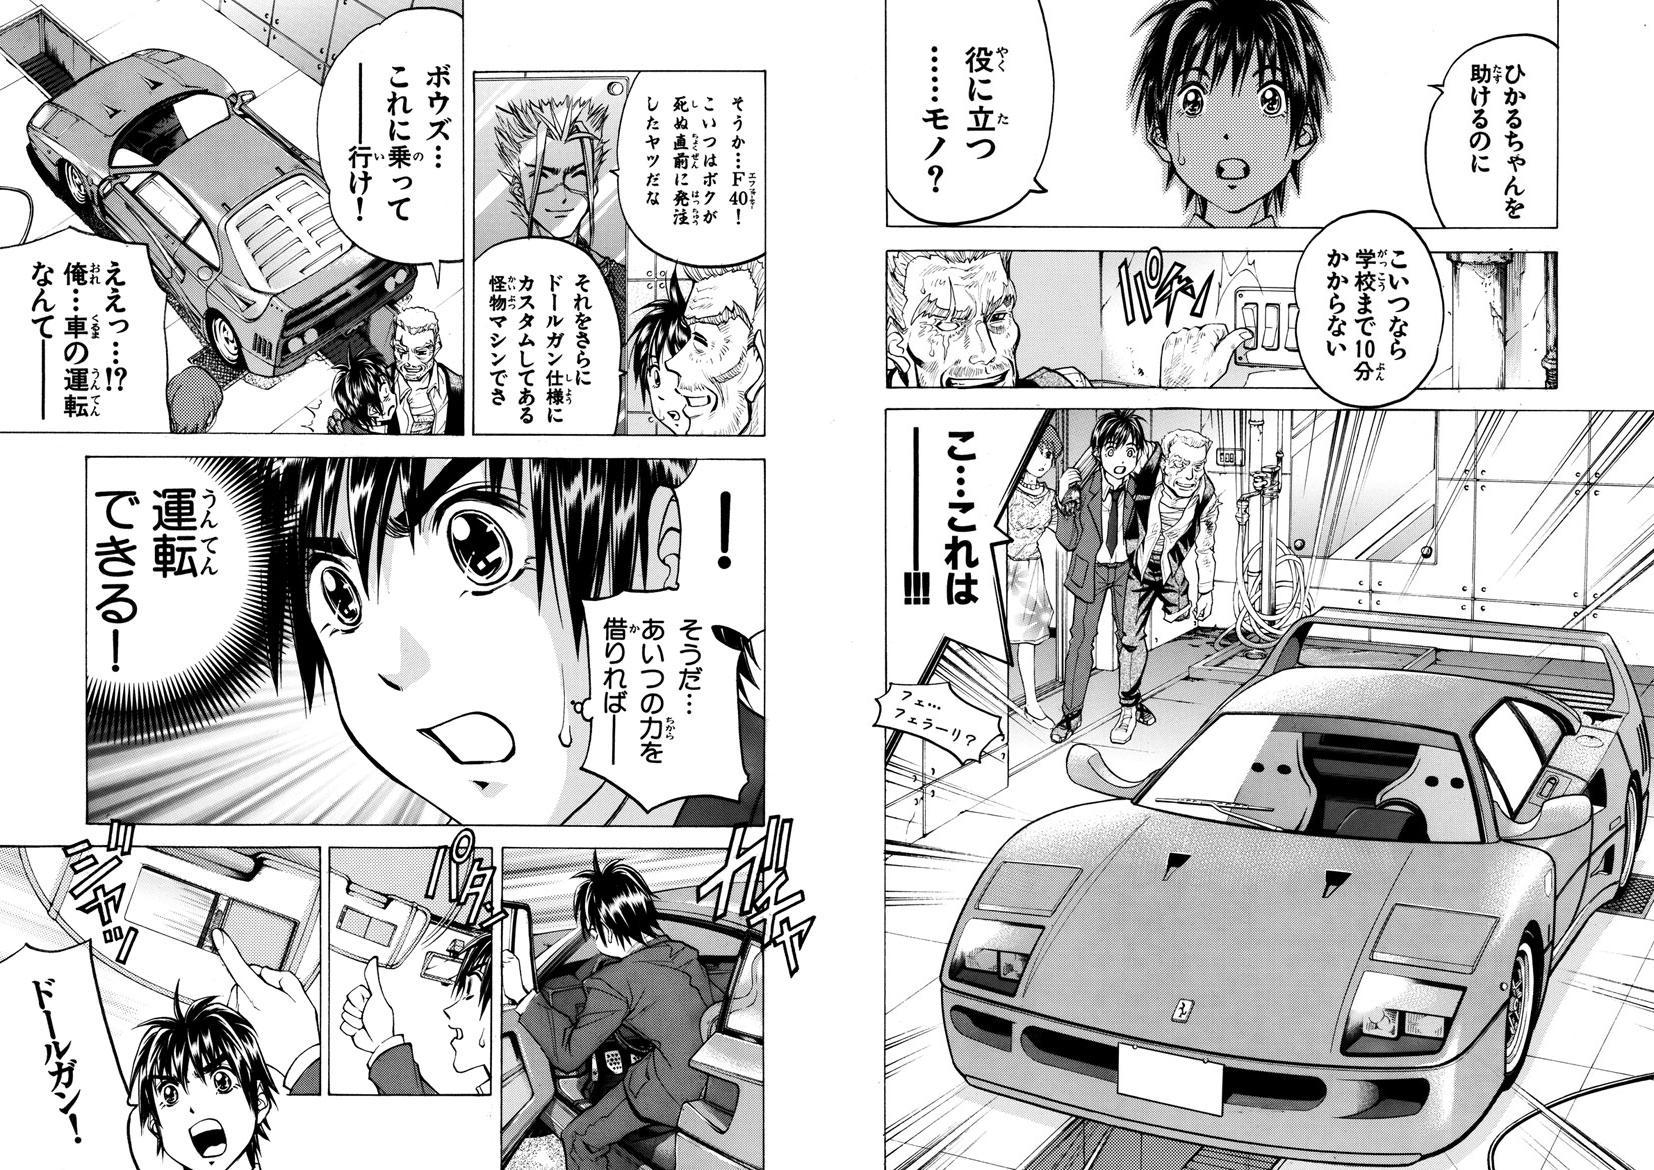 ひかるちゃんを
助けるのに
役に立つ
……モノ？
こいつなら
学校まで10分
かからない
パチッ
こ…これは
――!!!
フェ…
フェラーリ？
そうか…F40！
こいつはボクが
死ぬ直前に発注
したヤツだな
それをさらに
ドールガン仕様に
カスタムしてある
怪物マシンでさ
ボウズ…
これに乗って
――行け！
ええっ…!?
俺…車の運転
なんて――
！
そうだ…
あいつの力を
借りれば――
運転
できる！
ガチャ
パタン
ジャッ
ドールガン！